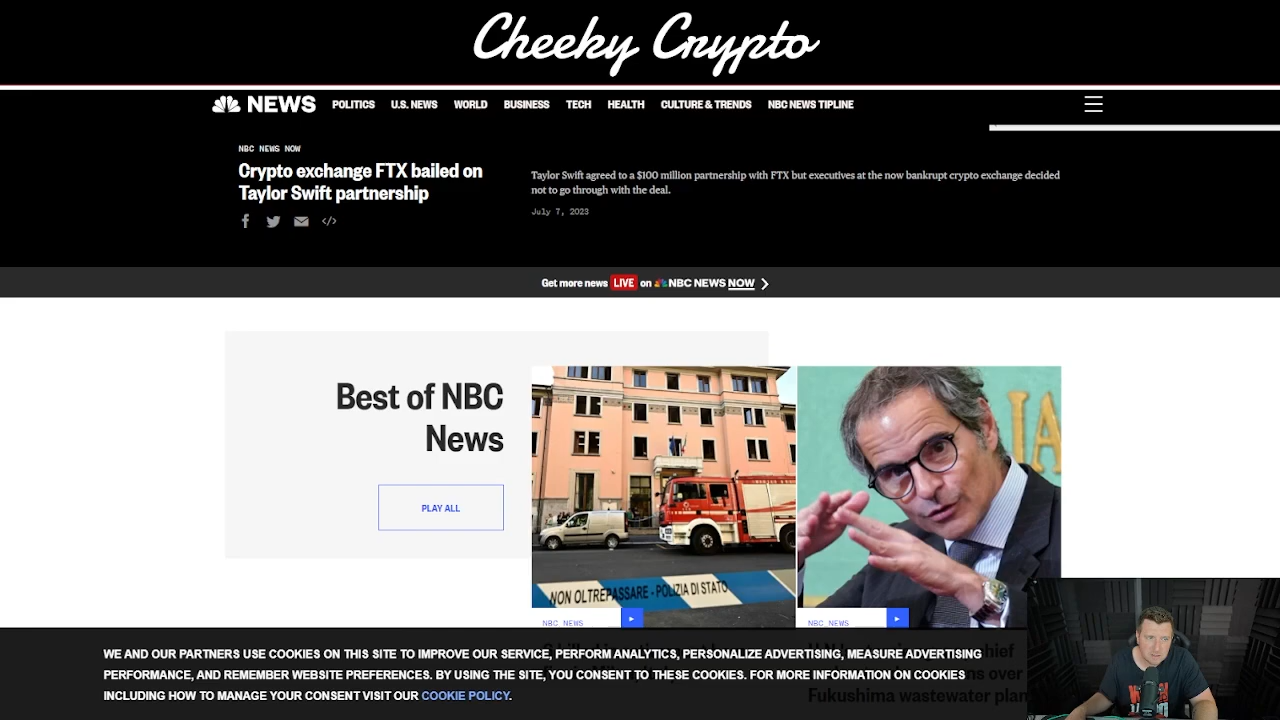 Cheeky Crypto
NEWS POLITICS U.S. NEWS WORLD BUSINESS TECH HEALTH CULTURE & TRENDS NBC NEWS TIPLINE
NBC NEWS NOW
Crypto exchange FTX bailed on
Taylor Swift partnership
Taylor Swift agreed to a $100 million partnership with FTX but executives at the now bankrupt crypto exchange decided
not to go through with the deal.
July 7, 2023
Get more news LIVE on NBC NEWS NOW
Best of NBC
News
PLAY ALL
NON OLTREPASSARE - POLIZIA DI STATO
IA
NBC NEWS
NBC NEWS
Fukushima wastewater plan
WE AND OUR PARTNERS USE COOKIES ON THIS SITE TO IMPROVE OUR SERVICE, PERFORM ANALYTICS, PERSONALIZE ADVERTISING, MEASURE ADVERTISING
PERFORMANCE, AND REMEMBER WEBSITE PREFERENCES. BY USING THE SITE, YOU CONSENT TO THESE COOKIES. FOR MORE INFORMATION ON COOKIES
INCLUDING HOW TO MANAGE YOUR CONSENT VISIT OUR COOKIE POLICY.